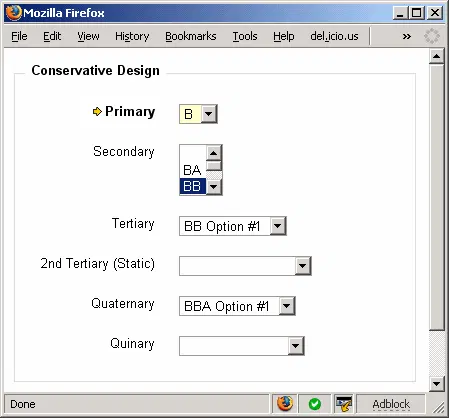 Mozilla Firefox
File Edit View History Bookmarks Tools Help del.icio.us »
Conservative Design
Primary B
Secondary
BA
BB
Tertiary BB Option #1
2nd Tertiary (Static)
Quaternary BBA Option #1
Quinary
Done Adblock